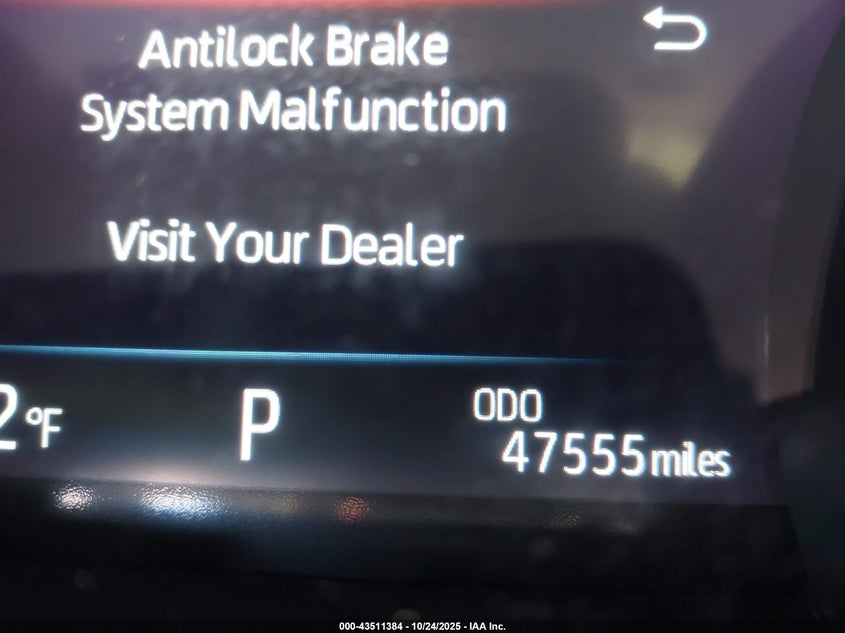 Antilock Brake
System Malfunction
Visit Your Dealer
2°F
P
ODO
47555 miles
000-43511384 - 10/24/2025 - IAA Inc.